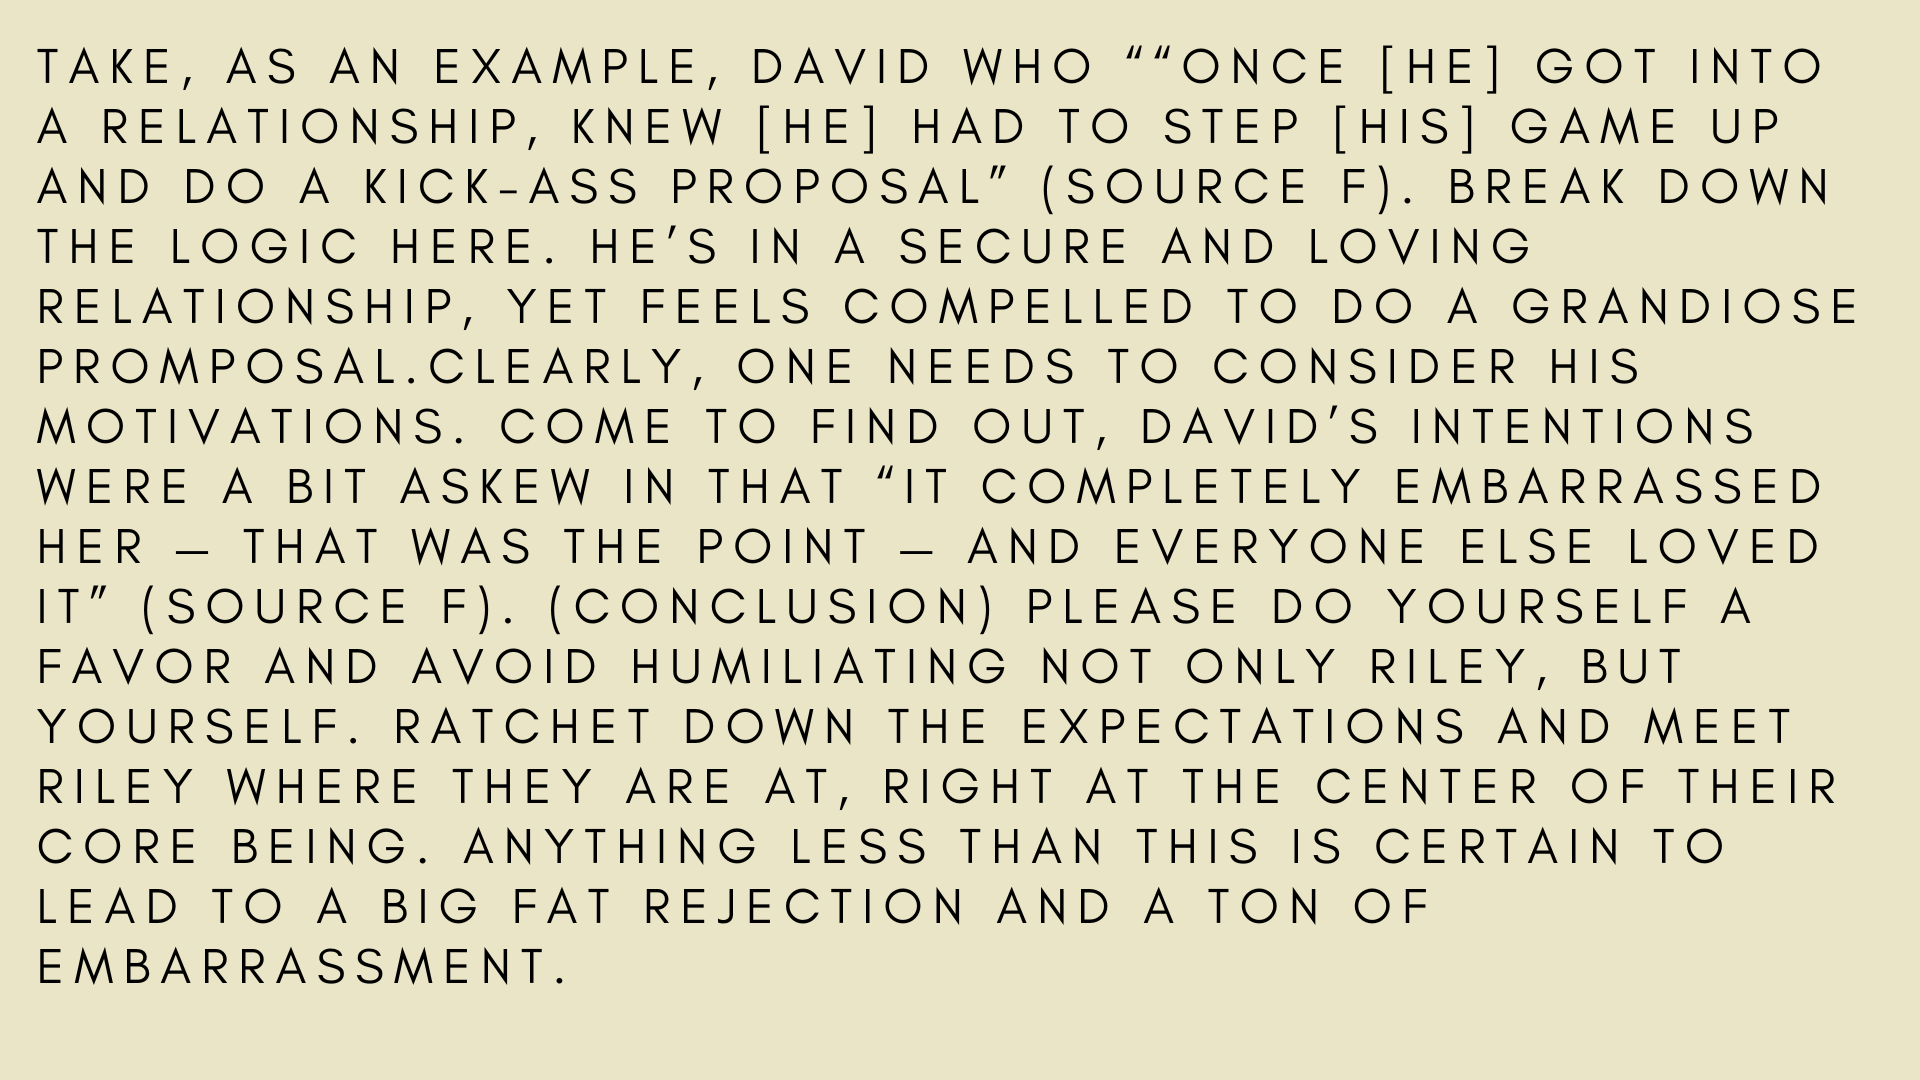 TAKE, AS AN EXAMPLE, DAVID WHO ““ONCE [HE] GOT INTO
A RELATIONSHIP, KNEW [HE] HAD TO STEP [HIS] GAME UP
AND DO A KICK-ASS PROPOSAL” (SOURCE F). BREAK DOWN
THE LOGIC HERE. HE’S IN A SECURE AND LOVING
RELATIONSHIP, YET FEELS COMPELLED TO DO A GRANDIOSE
PROMPOSAL.CLEARLY, ONE NEEDS TO CONSIDER HIS
MOTIVATIONS. COME TO FIND OUT, DAVID’S INTENTIONS
WERE A BIT ASKEW IN THAT “IT COMPLETELY EMBARRASSED
HER — THAT WAS THE POINT — AND EVERYONE ELSE LOVED
IT” (SOURCE F). (CONCLUSION) PLEASE DO YOURSELF A
FAVOR AND AVOID HUMILIATING NOT ONLY RILEY, BUT
YOURSELF. RATCHET DOWN THE EXPECTATIONS AND MEET
RILEY WHERE THEY ARE AT, RIGHT AT THE CENTER OF THEIR
CORE BEING. ANYTHING LESS THAN THIS IS CERTAIN TO
LEAD TO A BIG FAT REJECTION AND A TON OF
EMBARRASSMENT.